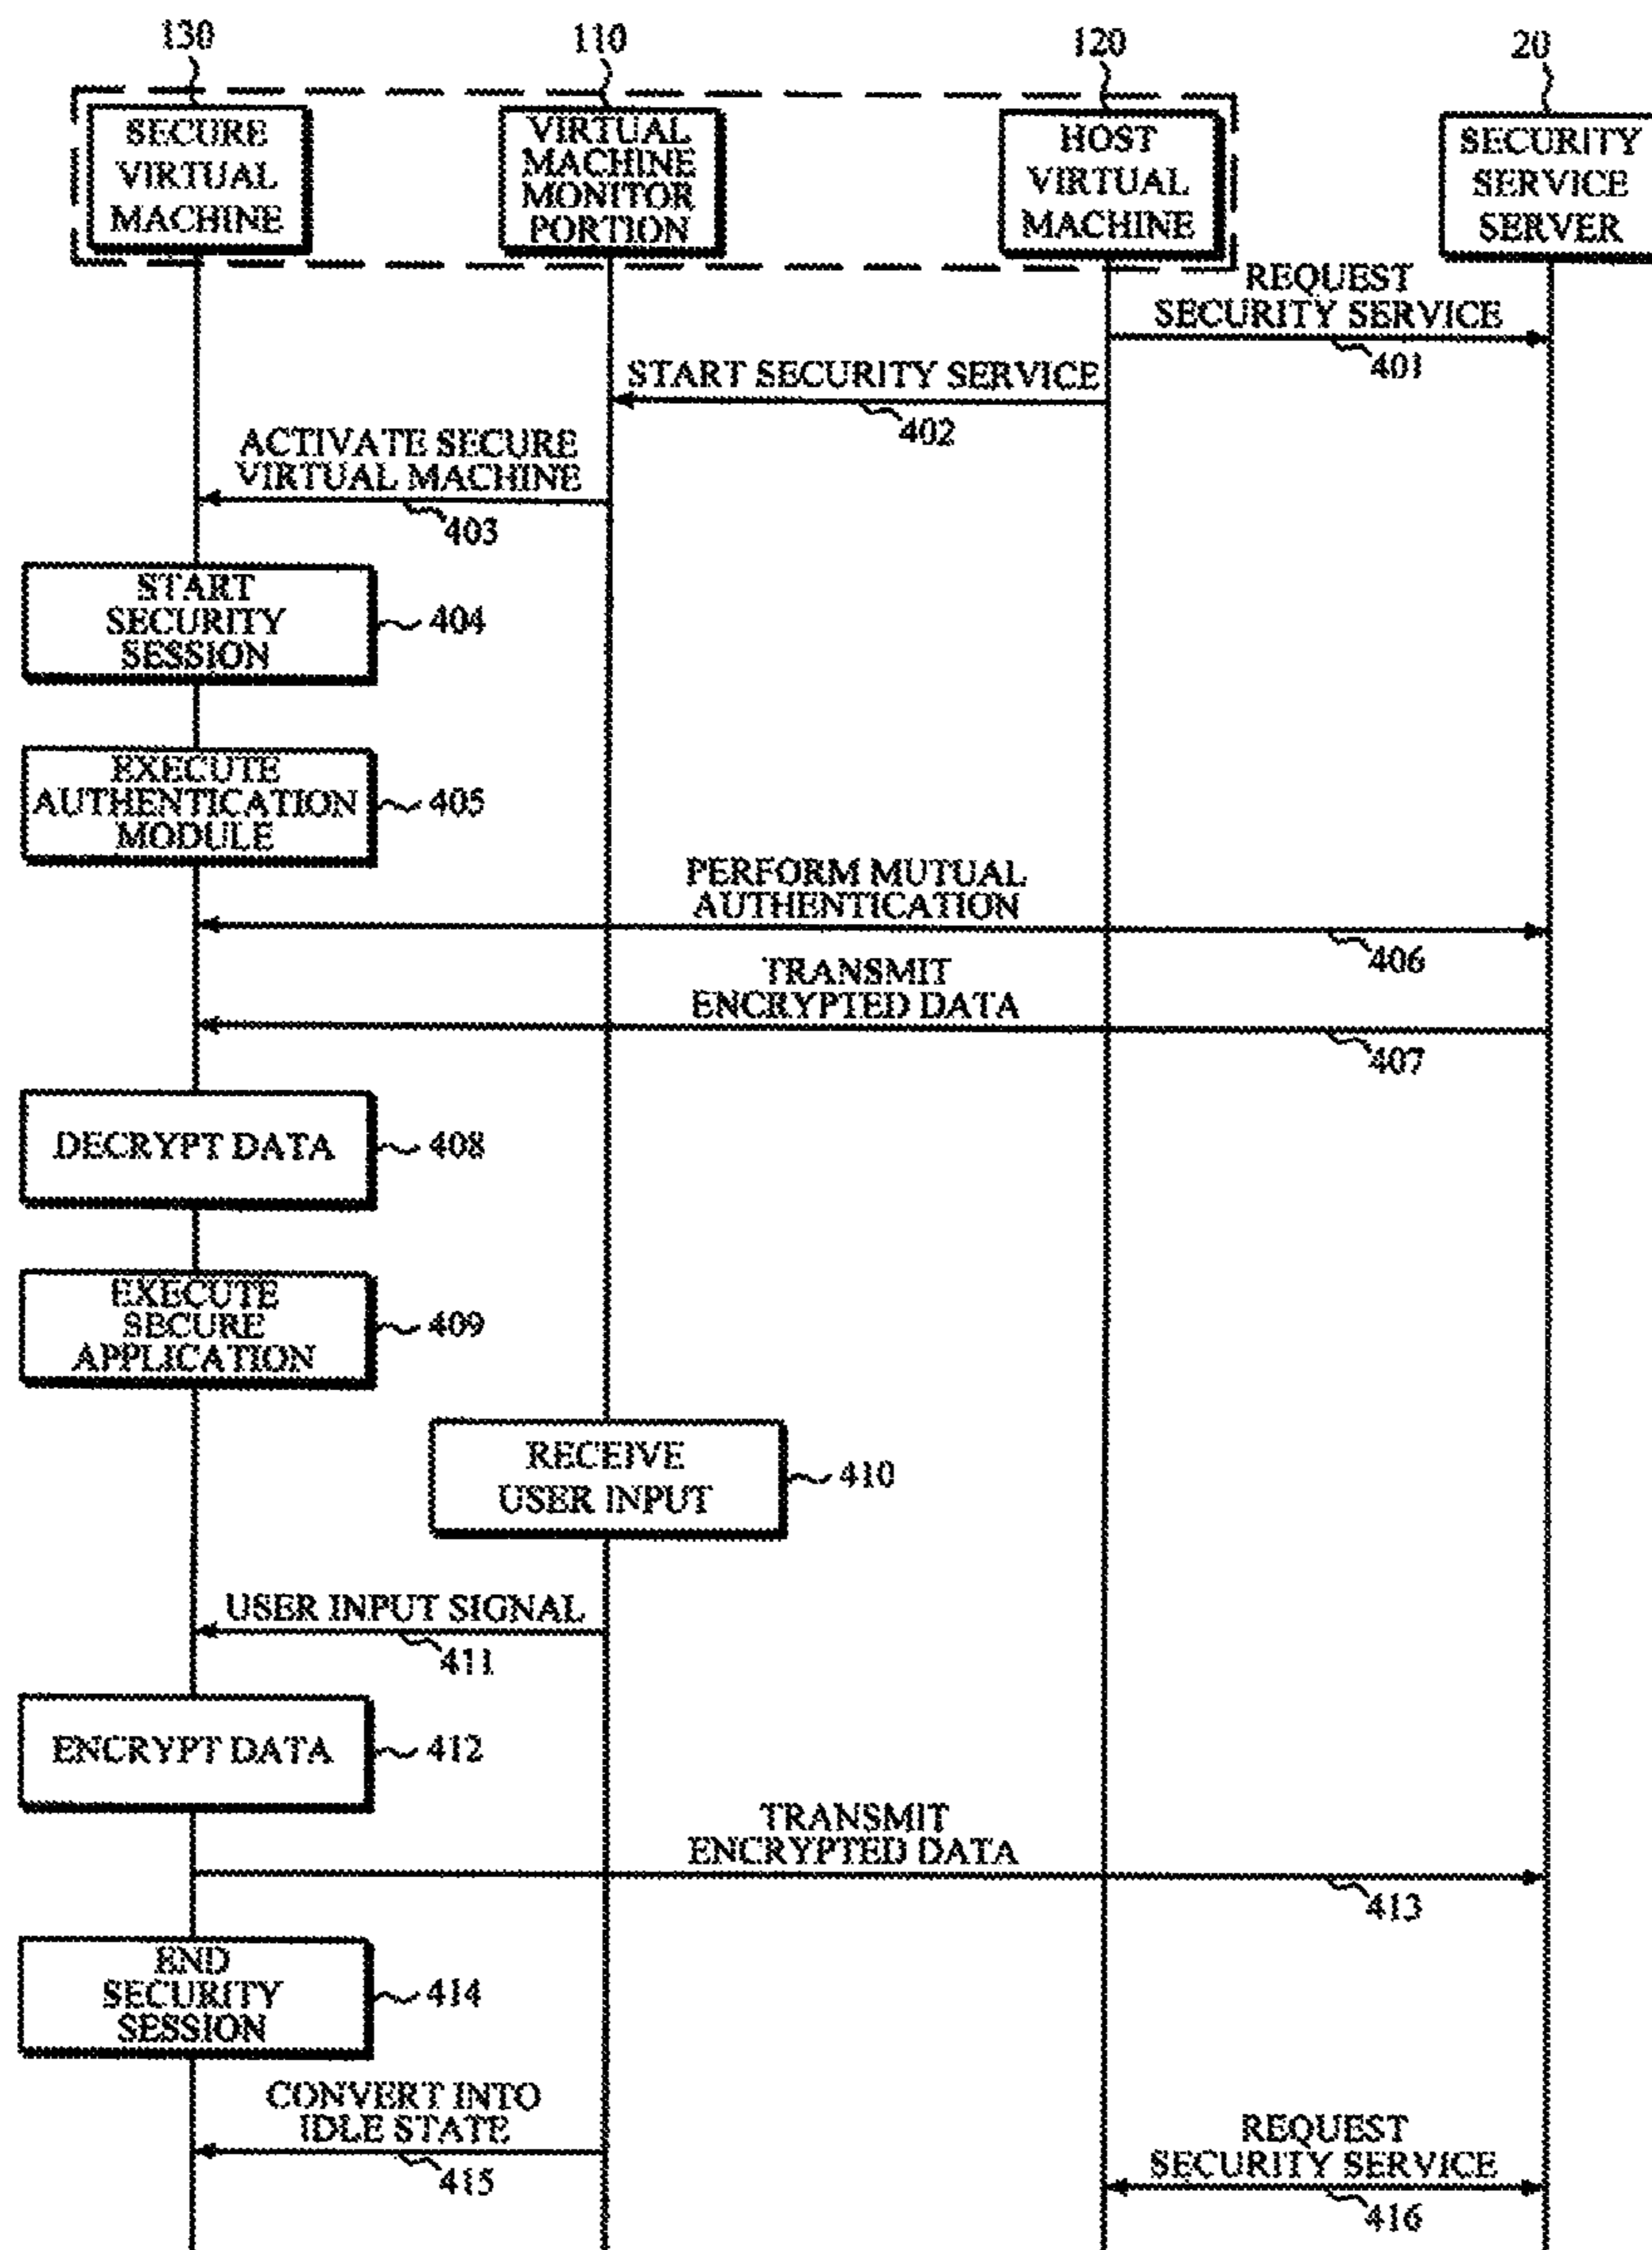 130
110
120
20
SECURE
VIRTUAL
MACHINE
VIRTUAL
MACHINE
MONITOR
PORTION
HOST
VIRTUAL
MACHINE
SECURITY
SERVICE
SERVER
REQUEST
SECURITY SERVICE
401
START SECURITY SERVICE
402
ACTIVATE SECURE
VIRTUAL MACHINE
403
START
SECURITY
SESSION
404
EXECUTE
AUTHENTICATION
MODULE
405
PERFORM MUTUAL
AUTHENTICATION
406
TRANSMIT
ENCRYPTED DATA
407
DECRYPT DATA
408
EXECUTE
SECURE
APPLICATION
409
RECEIVE
USER INPUT
410
USER INPUT SIGNAL
411
ENCRYPT DATA
412
TRANSMIT
ENCRYPTED DATA
413
END
SECURITY
SESSION
414
CONVERT INTO
IDLE STATE
415
REQUEST
SECURITY SERVICE
416